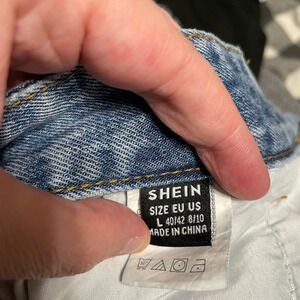 SHEIN
SIZE EU US
L 40/42 8/10
MADE IN CHINA